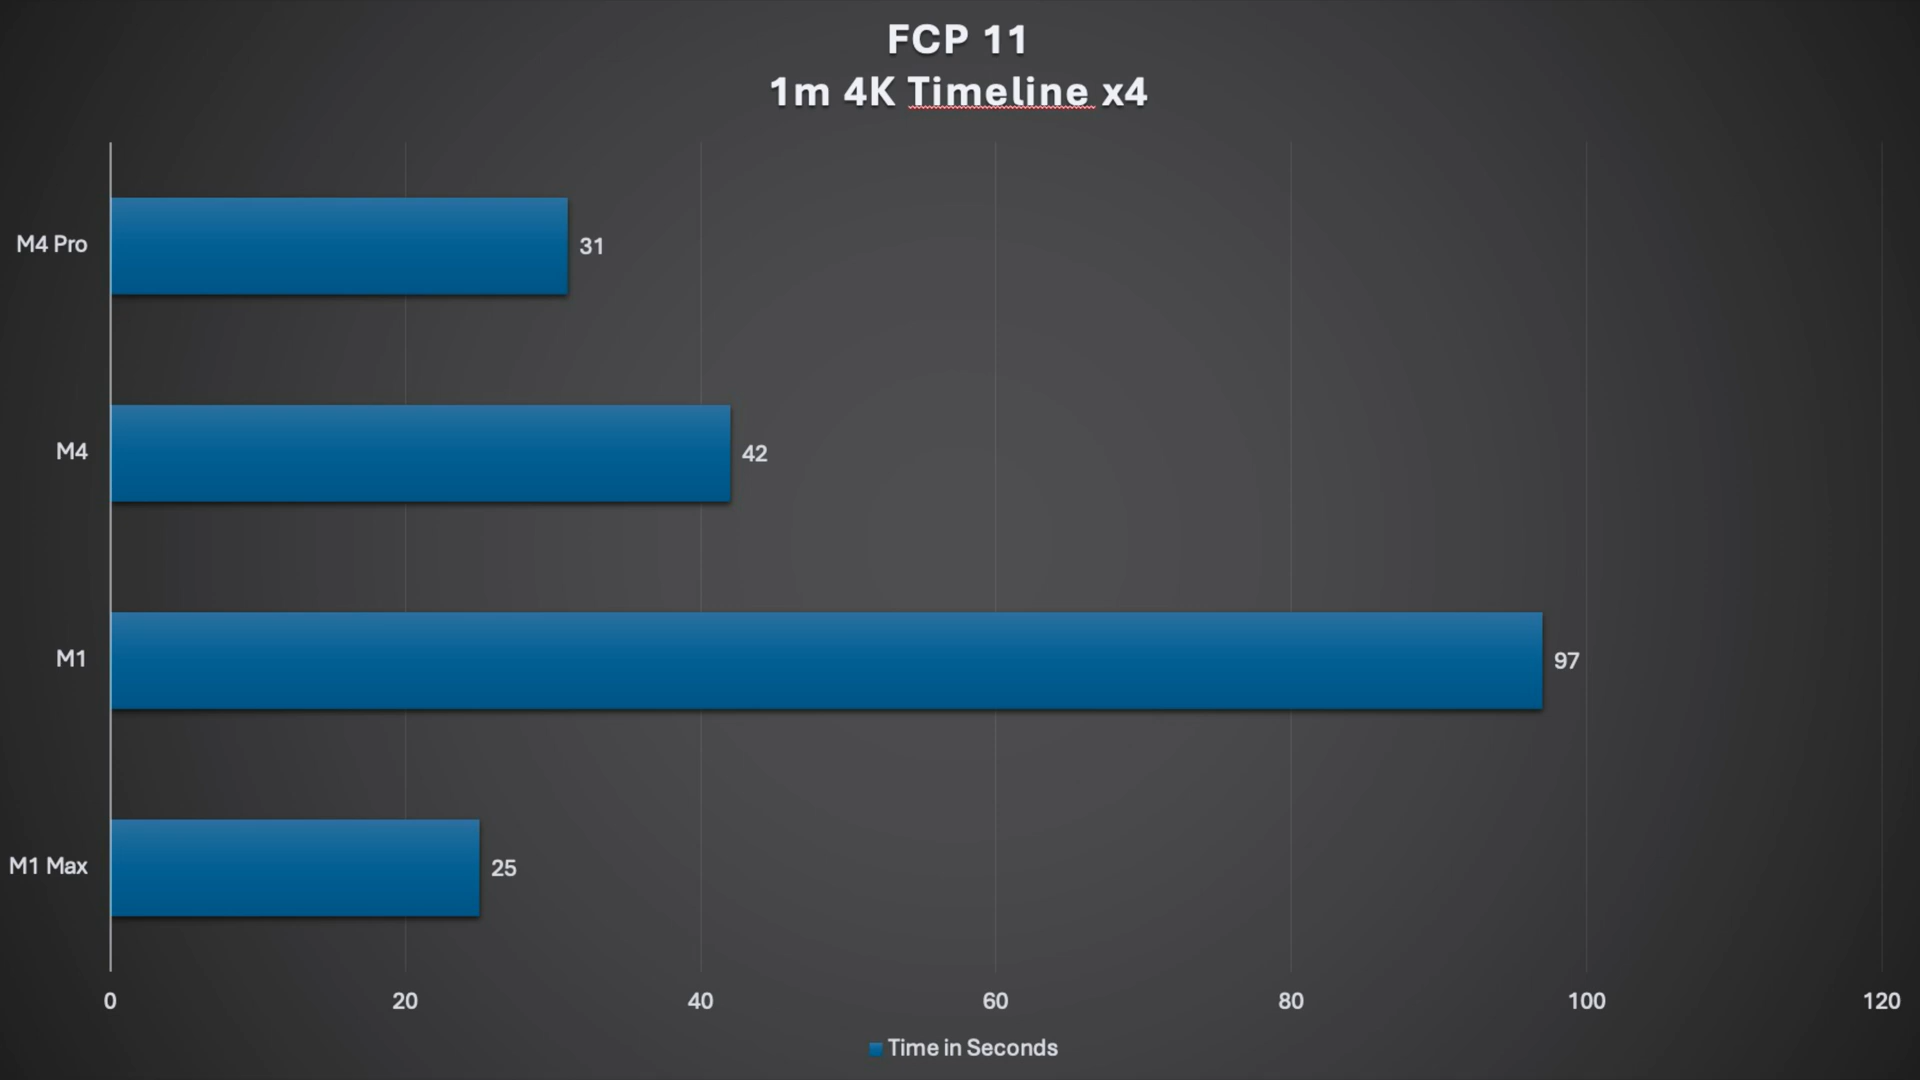 FCP 11
1m 4K Timeline x4
M4 Pro
31
M4
42
M1
97
M1 Max
25
0 20 40 60 80 100 120
Time in Seconds